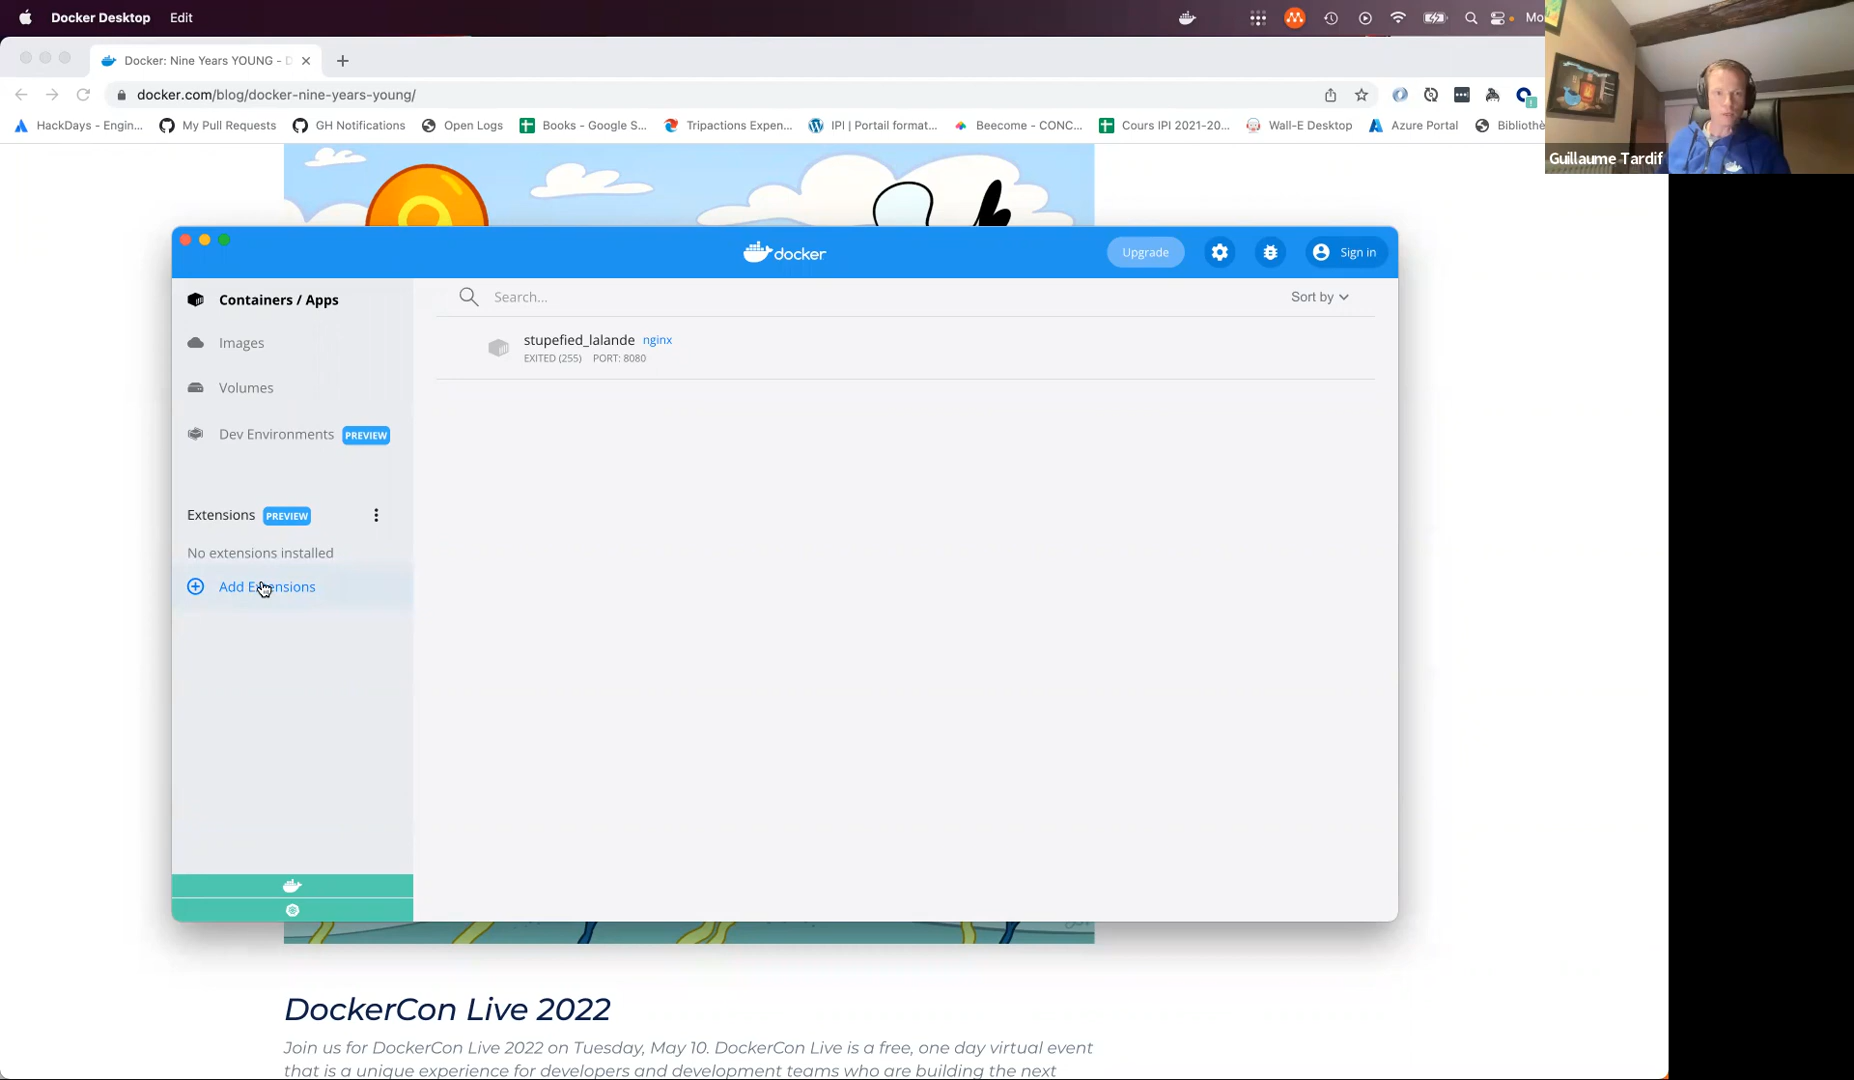 Docker Desktop Edit
Mo
Docker: Nine Years YOUNG - D
docker.com/blog/docker-nine-years-young/
HackDays - Engin... My Pull Requests GH Notifications Open Logs Books - Google S... Tripactions Expen... IPI | Portail format... Beecome - CONC... Cours IPI 2021-20... Wall-E Desktop Azure Portal Bibliothè
Guillaume Tardif
docker
Upgrade
Sign in
Containers / Apps
Images
Volumes
Dev Environments PREVIEW
Extensions PREVIEW
No extensions installed
Add Extensions
Search...
Sort by
stupefied_lalande nginx
EXITED (255) PORT: 8080
DockerCon Live 2022
Join us for DockerCon Live 2022 on Tuesday, May 10. DockerCon Live is a free, one day virtual event
that is a unique experience for developers and development teams who are building the next